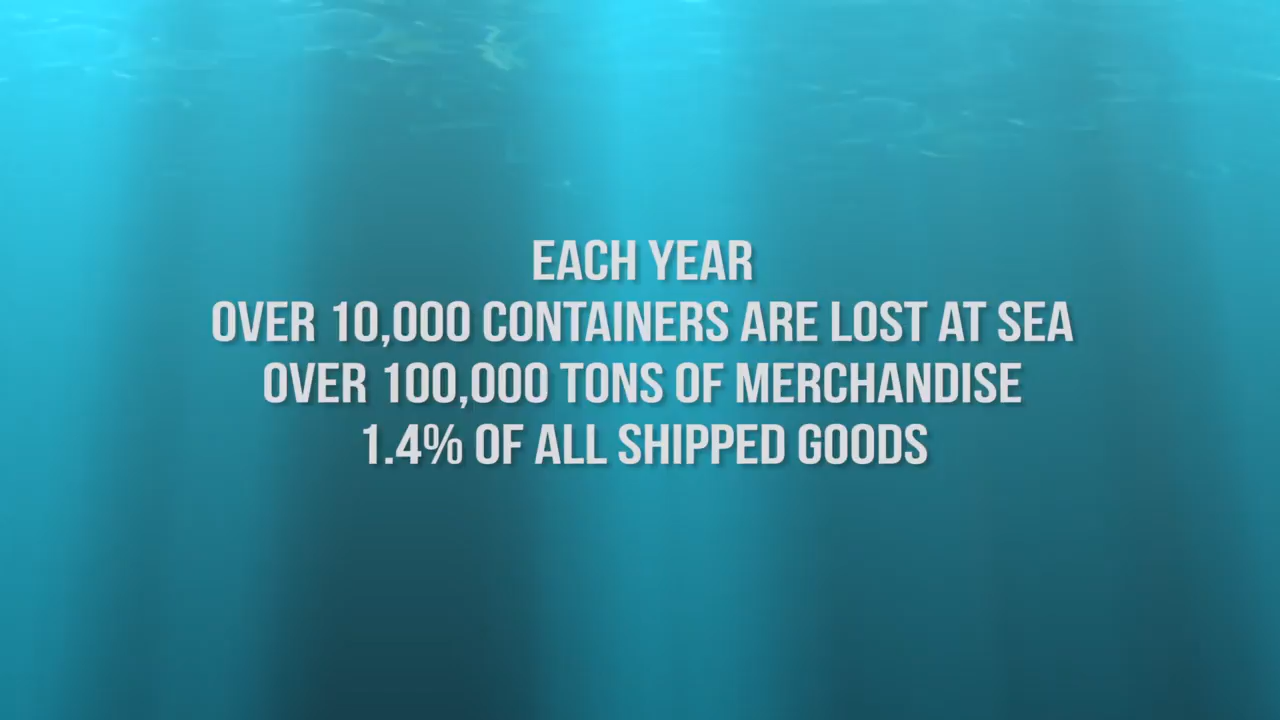 EACH YEAR
OVER 10,000 CONTAINERS ARE LOST AT SEA
OVER 100,000 TONS OF MERCHANDISE
1.4% OF ALL SHIPPED GOODS